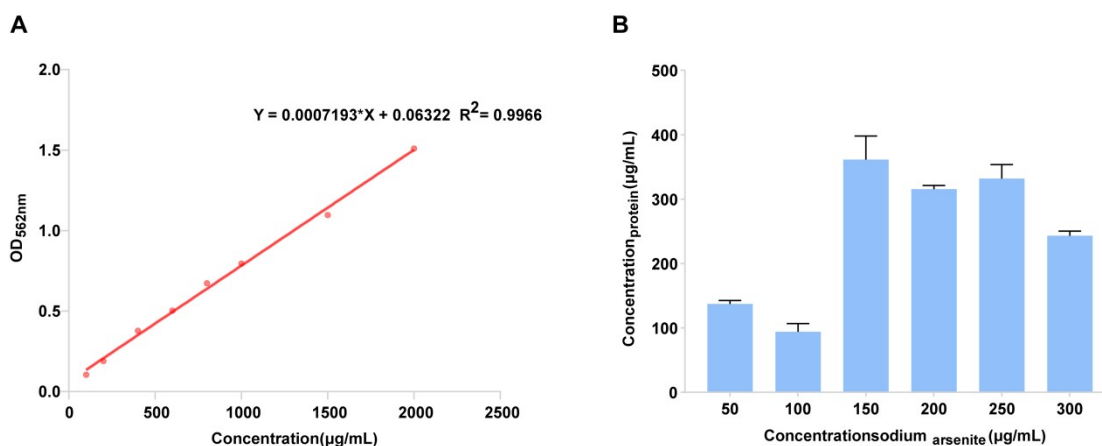 A
2.0
1.5
1.0
0.5
0.0
OD562nm
Y = 0.0007193*X + 0.06322 R2= 0.9966
0 500 1000 1500 2000 2500
Concentration(μg/mL)
B
500
400
300
200
100
0
Concentrationprotein(μg/mL)
50 100 150 200 250 300
Concentrationsodium arsenite(μg/mL)